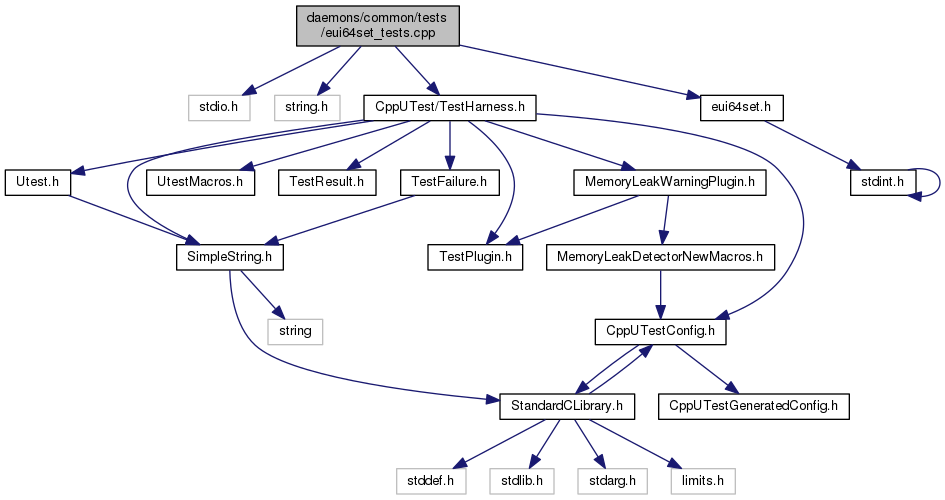 daemons/common/tests
/eui64set_tests.cpp
stdio.h
string.h
CppUTest/TestHarness.h
eui64set.h
Utest.h
UtestMacros.h
TestResult.h
TestFailure.h
MemoryLeakWarningPlugin.h
stdint.h
SimpleString.h
TestPlugin.h
MemoryLeakDetectorNewMacros.h
string
CppUTestConfig.h
StandardCLibrary.h
CppUTestGeneratedConfig.h
stddef.h
stdlib.h
stdarg.h
limits.h